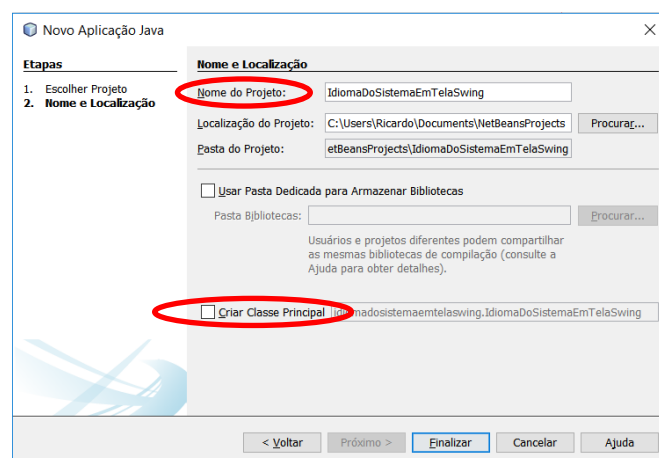 Novo Aplicação Java
Etapas
1. Escolher Projeto
2. Nome e Localização
Nome e Localização
Nome do Projeto: IdiomaDoSistemaEmTelaSwing
Localização do Projeto: C:\Users\Ricardo\Documents\NetBeansProjects Procurar...
Pasta do Projeto: etBeansProjects\IdiomaDoSistemaEmTelaSwing
Usar Pasta Dedicada para Armazenar Bibliotecas
Pasta Bibliotecas: Procurar...
Usuários e projetos diferentes podem compartilhar
as mesmas bibliotecas de compilação (consulte a
Ajuda para obter detalhes).
Criar Classe Principal idiomadosistemaemtelaswing.IdiomaDoSistemaEmTelaSwing
< Voltar Próximo > Finalizar Cancelar Ajuda